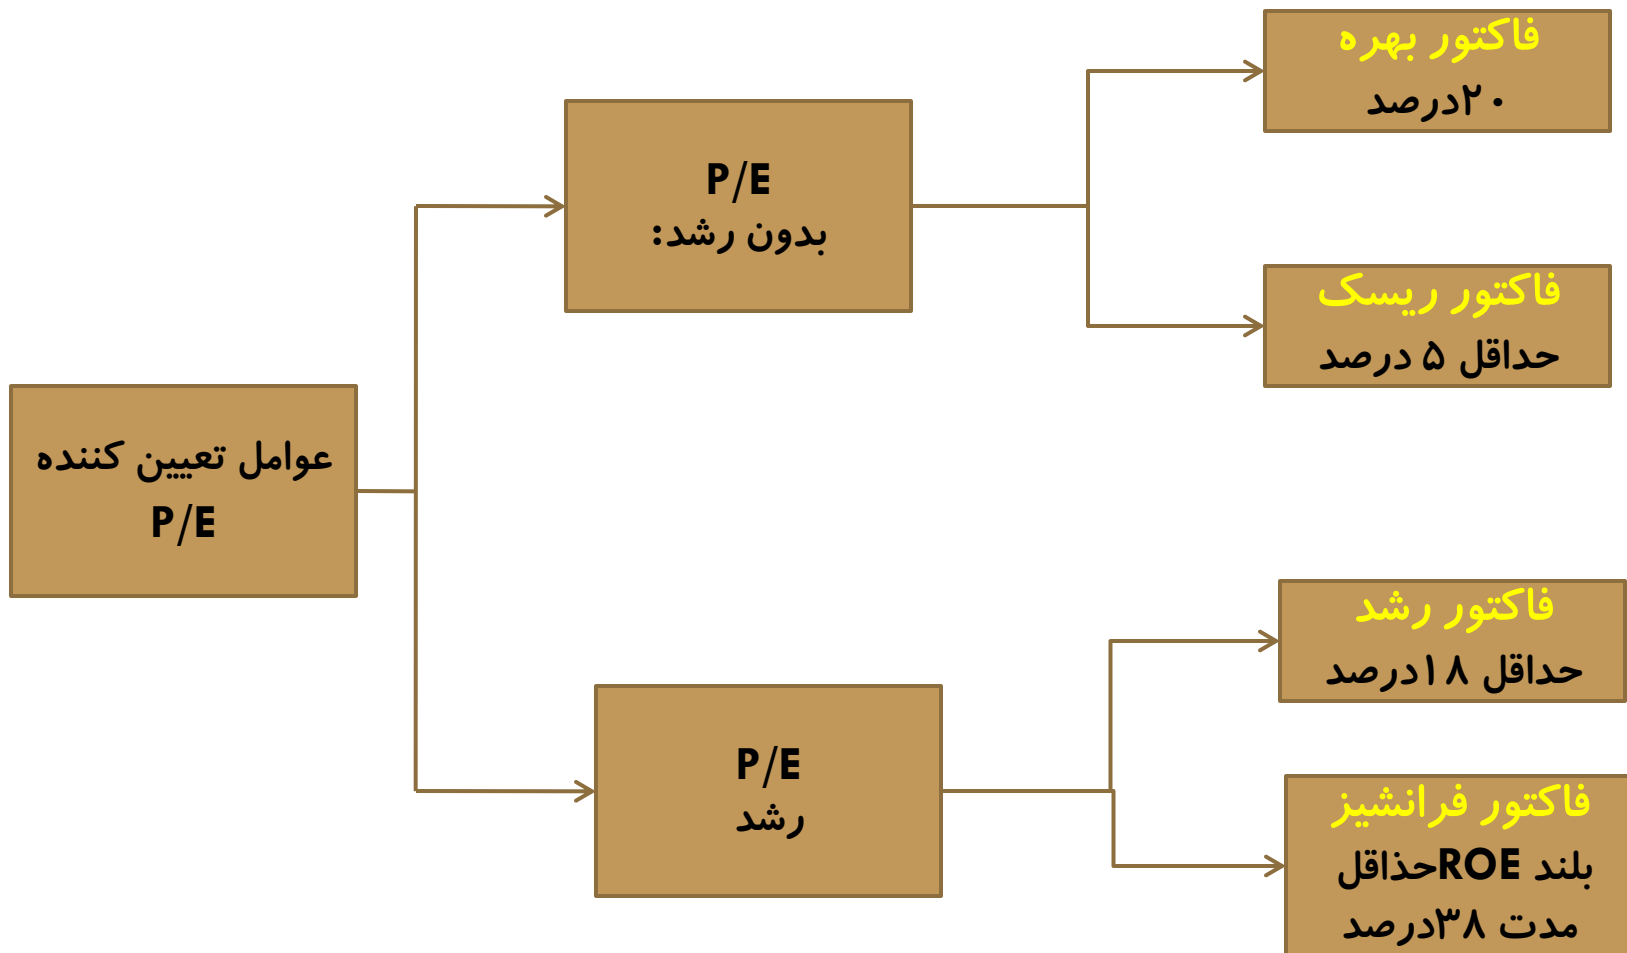 عوامل تعیین کننده
P/E
P/E
بدون رشد:
فاکتور بهره
۲۰درصد
فاکتور ریسک
حداقل ۵ درصد
P/E
رشد
فاکتور رشد
حداقل ۱۸درصد
فاکتور فرانشیز
حذاقلROE بلند
مدت ۳۸درصد